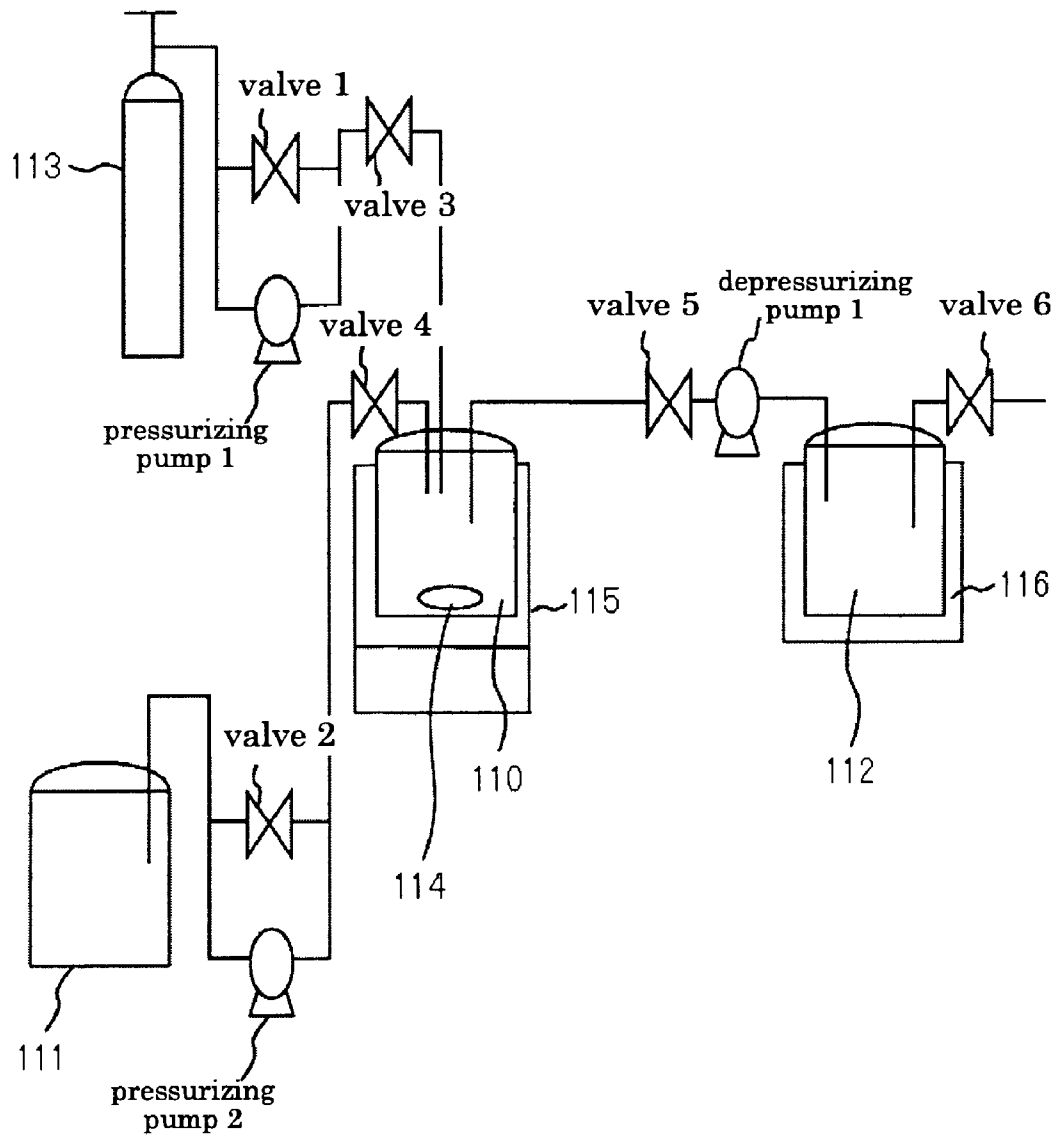 valve 1
113
valve 3
depressurizing
pump 1
valve 5
valve 6
valve 4
pressurizing
pump 1
115
116
valve 2
110
112
114
111
pressurizing
pump 2